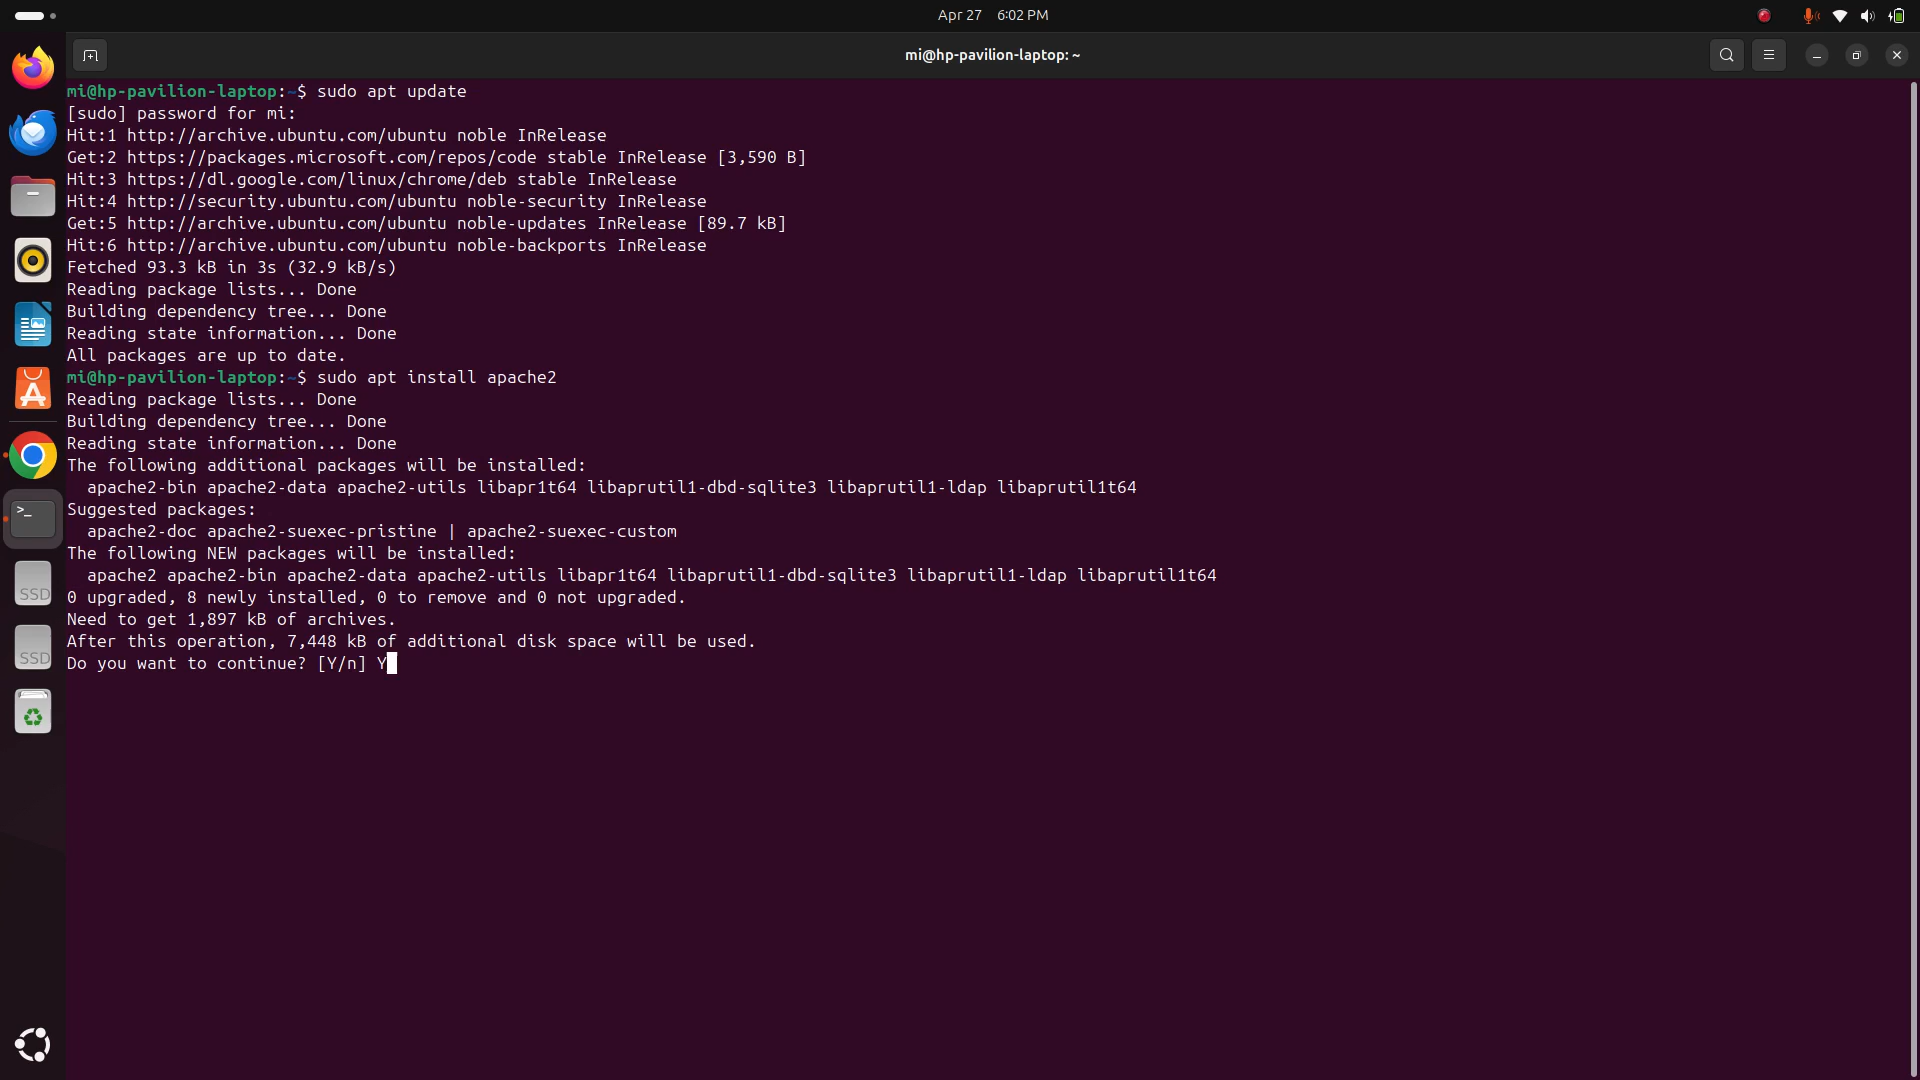 Apr 27 6:02 PM
mi@hp-pavilion-laptop: ~
mi@hp-pavilion-laptop:~$ sudo apt update
[sudo] password for mi:
Hit:1 http://archive.ubuntu.com/ubuntu noble InRelease
Get:2 https://packages.microsoft.com/repos/code stable InRelease [3,590 B]
Hit:3 https://dl.google.com/linux/chrome/deb stable InRelease
Hit:4 http://security.ubuntu.com/ubuntu noble-security InRelease
Get:5 http://archive.ubuntu.com/ubuntu noble-updates InRelease [89.7 kB]
Hit:6 http://archive.ubuntu.com/ubuntu noble-backports InRelease
Fetched 93.3 kB in 3s (32.9 kB/s)
Reading package lists... Done
Building dependency tree... Done
Reading state information... Done
All packages are up to date.
mi@hp-pavilion-laptop:~$ sudo apt install apache2
Reading package lists... Done
Building dependency tree... Done
Reading state information... Done
The following additional packages will be installed:
  apache2-bin apache2-data apache2-utils libapr1t64 libaprutil1-dbd-sqlite3 libaprutil1-ldap libaprutil1t64
Suggested packages:
  apache2-doc apache2-suexec-pristine | apache2-suexec-custom
The following NEW packages will be installed:
  apache2 apache2-bin apache2-data apache2-utils libapr1t64 libaprutil1-dbd-sqlite3 libaprutil1-ldap libaprutil1t64
0 upgraded, 8 newly installed, 0 to remove and 0 not upgraded.
Need to get 1,897 kB of archives.
After this operation, 7,448 kB of additional disk space will be used.
Do you want to continue? [Y/n] Y
SSD
SSD